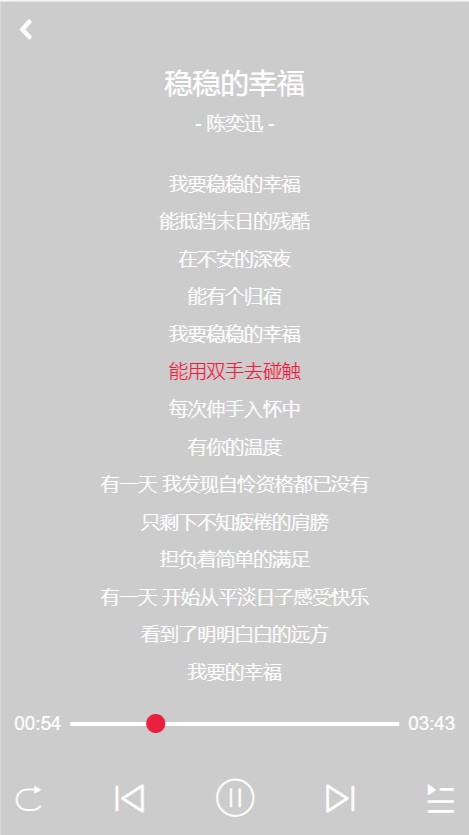 稳稳的幸福
- 陈奕迅 -
我要稳稳的幸福
能抵挡末日的残酷
在不安的深夜
能有个归宿
我要稳稳的幸福
能用双手去碰触
每次伸手入怀中
有你的温度
有一天 我发现自怜资格都已没有
只剩下不知疲倦的肩膀
担负着简单的满足
有一天 开始从平淡日子感受快乐
看到了明明白白的远方
我要的幸福
00:54 03:43